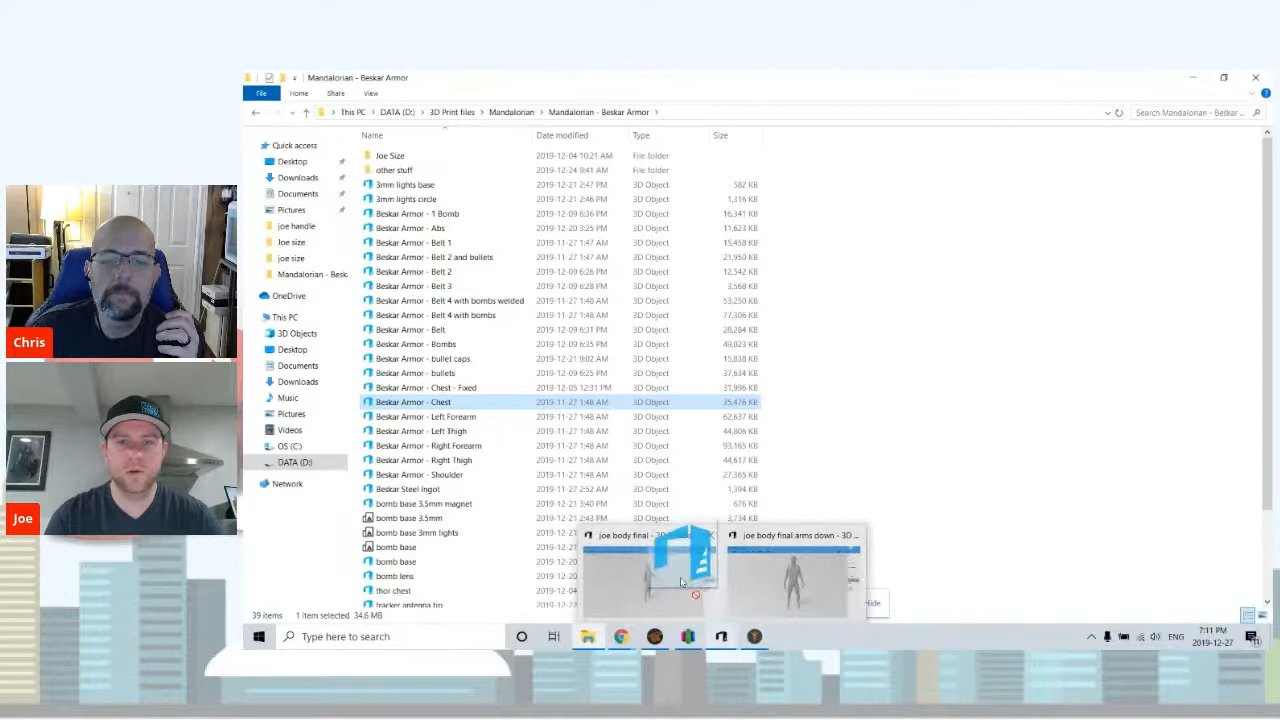 Mandalorian - Beskar Armor
File Home Share View
This PC DATA (D:) 3D Print files Mandalorian Mandalorian - Beskar Armor
Search Mandalorian - Beskar ...
Name Date modified Type Size
Quick access
Desktop
Downloads
Documents
Pictures
joe handle
Joe size
joe size
Mandalorian - Besk
OneDrive
This PC
3D Objects
Desktop
Documents
Downloads
Music
Pictures
Videos
OS (C:)
DATA (D:)
Network
Joe Size 2019-12-04 10:21 AM File folder
other stuff 2019-12-24 9:41 AM File folder
3mm lights base 2019-12-21 2:47 PM 3D Object 582 KB
3mm lights circle 2019-12-21 2:46 PM 3D Object 1,316 KB
Beskar Armor - 1 Bomb 2019-12-09 6:36 PM 3D Object 16,341 KB
Beskar Armor - Abs 2019-12-20 3:25 PM 3D Object 11,623 KB
Beskar Armor - Belt 1 2019-11-27 1:47 AM 3D Object 15,458 KB
Beskar Armor - Belt 2 and bullets 2019-11-27 1:47 AM 3D Object 21,950 KB
Beskar Armor - Belt 2 2019-12-09 6:26 PM 3D Object 12,542 KB
Beskar Armor - Belt 3 2019-12-09 6:28 PM 3D Object 3,568 KB
Beskar Armor - Belt 4 with bombs welded 2019-11-27 1:48 AM 3D Object 53,250 KB
Beskar Armor - Belt 4 with bombs 2019-11-27 1:48 AM 3D Object 77,306 KB
Beskar Armor - Belt 2019-12-09 6:31 PM 3D Object 28,284 KB
Beskar Armor - Bombs 2019-12-09 6:35 PM 3D Object 49,023 KB
Beskar Armor - bullet caps 2019-12-21 9:02 AM 3D Object 15,838 KB
Beskar Armor - bullets 2019-12-09 6:25 PM 3D Object 37,634 KB
Beskar Armor - Chest - Fixed 2019-12-05 12:31 PM 3D Object 31,996 KB
Beskar Armor - Chest 2019-11-27 1:48 AM 3D Object 35,476 KB
Beskar Armor - Left Forearm 2019-11-27 1:48 AM 3D Object 62,637 KB
Beskar Armor - Left Thigh 2019-11-27 1:48 AM 3D Object 44,806 KB
Beskar Armor - Right Forearm 2019-11-27 1:48 AM 3D Object 93,165 KB
Beskar Armor - Right Thigh 2019-11-27 1:48 AM 3D Object 44,617 KB
Beskar Armor - Shoulder 2019-11-27 1:48 AM 3D Object 27,365 KB
Beskar Steel Ingot 2019-11-27 2:52 AM 3D Object 1,394 KB
bomb base 3.5mm magnet 2019-12-21 3:40 PM 3D Object 676 KB
bomb base 3.5mm 2019-12-21 2:43 PM 3D Object 3,734 KB
bomb base 3mm lights
bomb base
bomb base
bomb lens
thor chest
tracker antenna tip
joe body final - 3D
joe body final arms down - 3D ...
Hide
39 items 1 item selected 34.6 MB
Type here to search
ENG
7:11 PM
2019-12-27
Chris
Joe